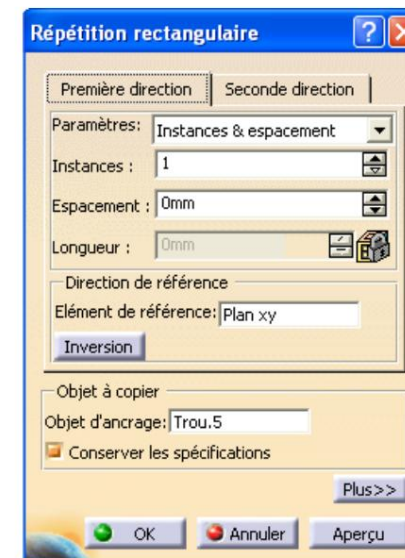 Répétition rectangulaire
Première direction Seconde direction
Paramètres: Instances & espacement
Instances : 1
Espacement : 0mm
Longueur : 0mm
Direction de référence
Elément de référence: Plan xy
Inversion
Objet à copier
Objet d'ancrage: Trou.5
Conserver les spécifications
Plus>>
OK Annuler Aperçu